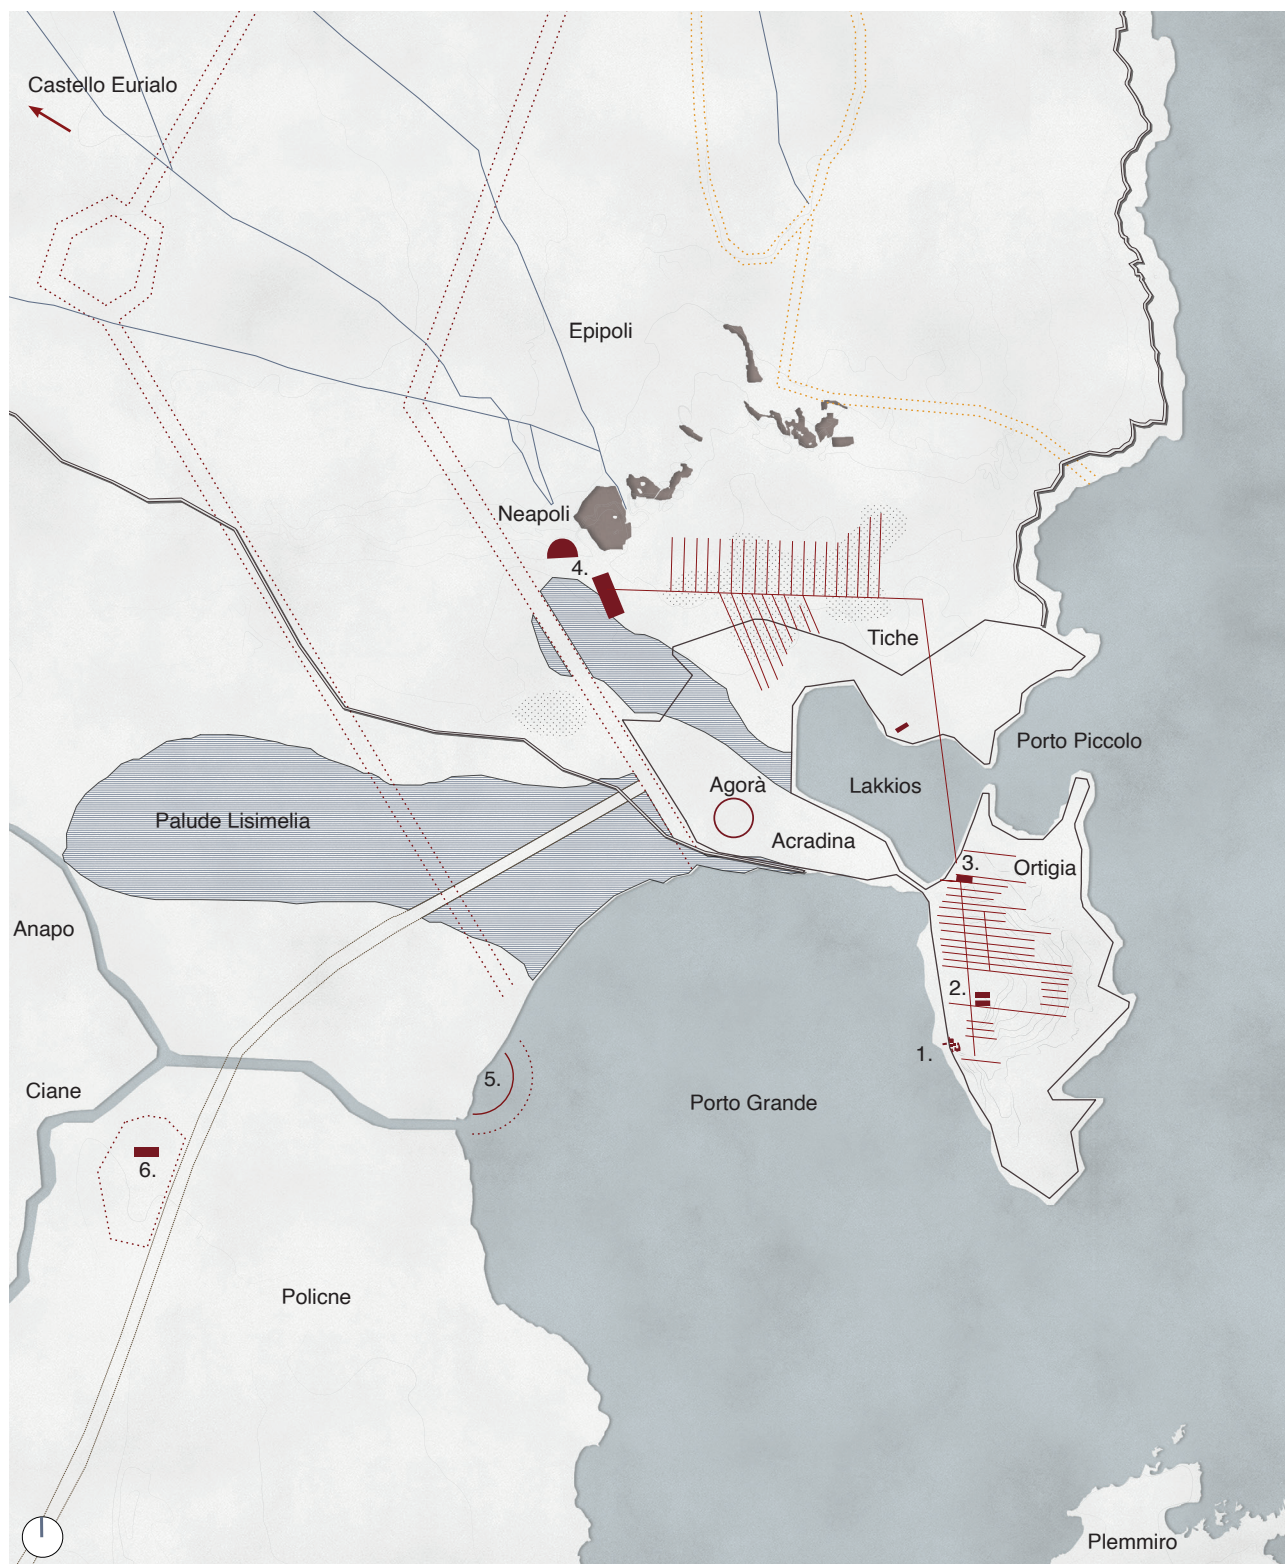 Castello Eurialo
Epipoli
Neapoli
4.
Tiche
Porto Piccolo
Agorà
Lakkios
Palude Lisimelia
Acradina
3.
Ortigia
Anapo
2.
1.
5.
Ciane
Porto Grande
6.
Policne
Plemmiro